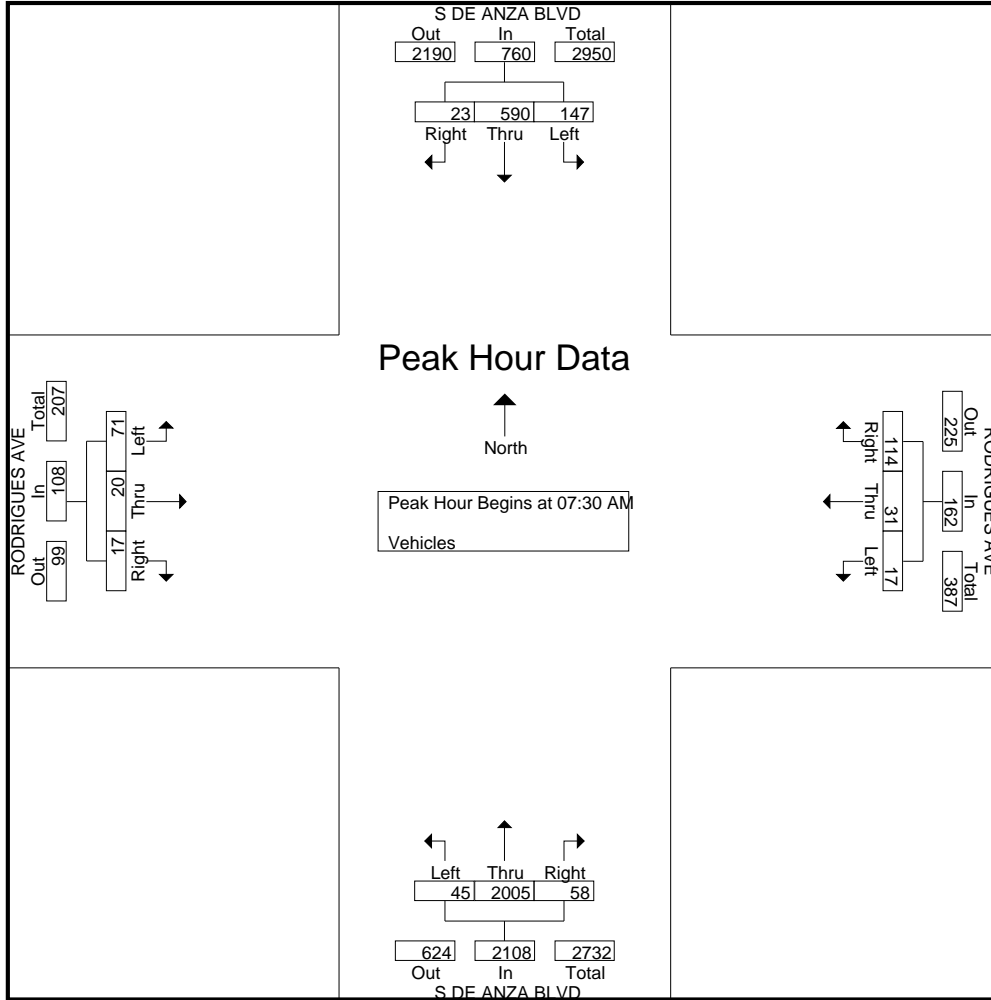 S DE ANZA BLVD
Out In Total
2190 760 2950
23 590 147
Right Thru Left
Peak Hour Data
North
Peak Hour Begins at 07:30 AM
Vehicles
RODRIGUES AVE
Out In Total
99 108 207
71 20 17
Left Thru Right
RODRIGUES AVE
Out In Total
225 162 387
114 31 17
Right Thru Left
Left Thru Right
45 2005 58
624 2108 2732
Out In Total
S DE ANZA BLVD